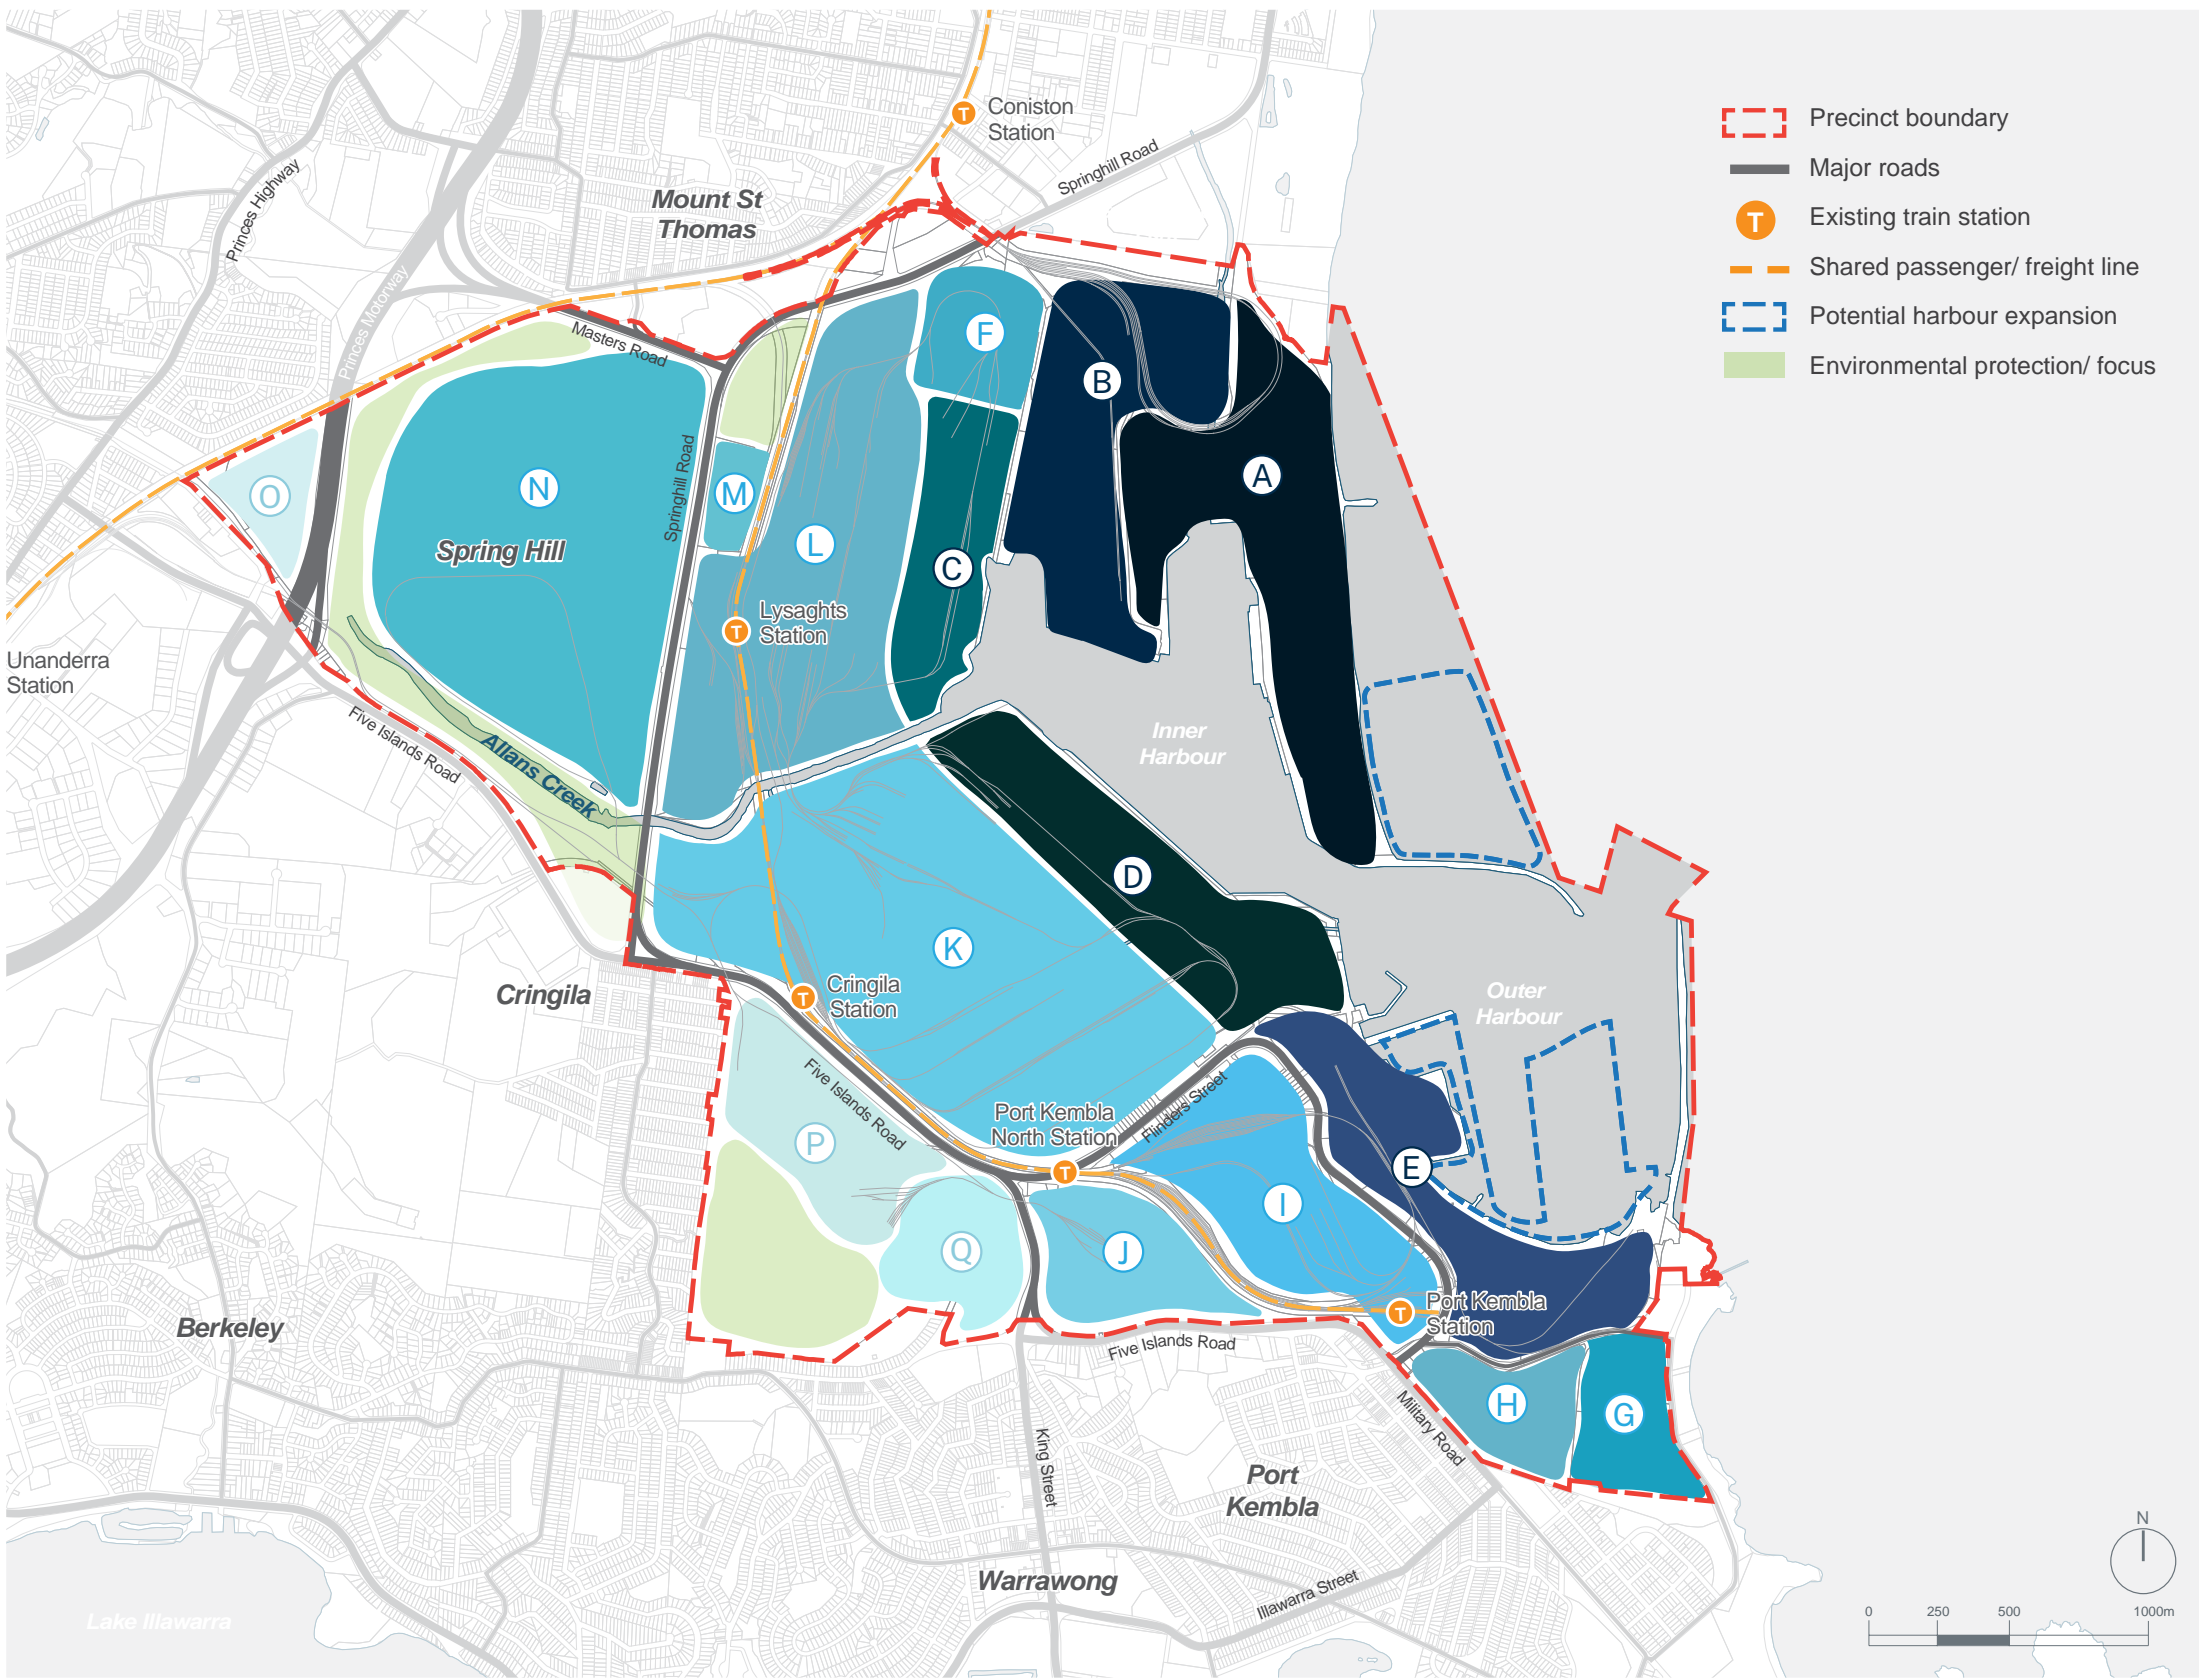 Coniston
Station
Springhill Road
Precinct boundary
Major roads
T
Existing train station
Shared passenger/ freight line
Potential harbour expansion
Environmental protection/ focus
Princes Highway
Mount St
Thomas
Princes Motorway
Masters Road
F
B
A
O
N
Springhill Road
M
L
Spring Hill
C
T
Lysaghts
Station
Unanderra
Station
Five Islands Road
Allans Creek
Inner
Harbour
D
K
Cringila
T
Cringila
Station
Outer
Harbour
Five Islands Road
P
Port Kembla
North Station
T
Flinders Street
E
I
Q
J
T
Port Kembla
Station
Berkeley
Five Islands Road
H
G
Military Road
King Street
Port
Kembla
Warrawong
Illawarra Street
Lake Illawarra
N
0 250 500 1000m
T